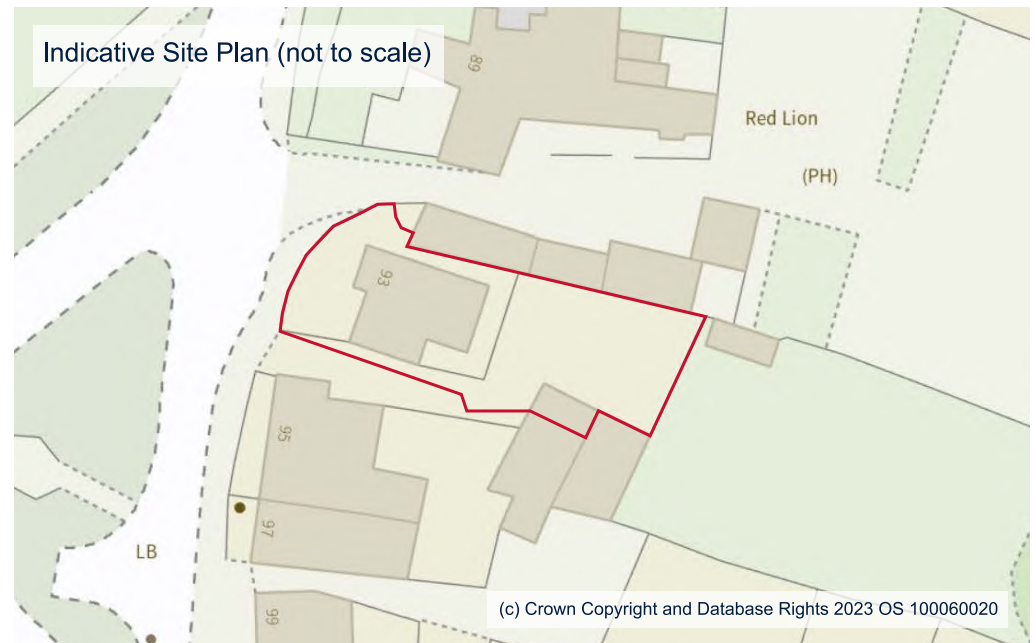 Indicative Site Plan (not to scale)
89
Red Lion
(PH)
93
95
97
LB
99
(c) Crown Copyright and Database Rights 2023 OS 100060020